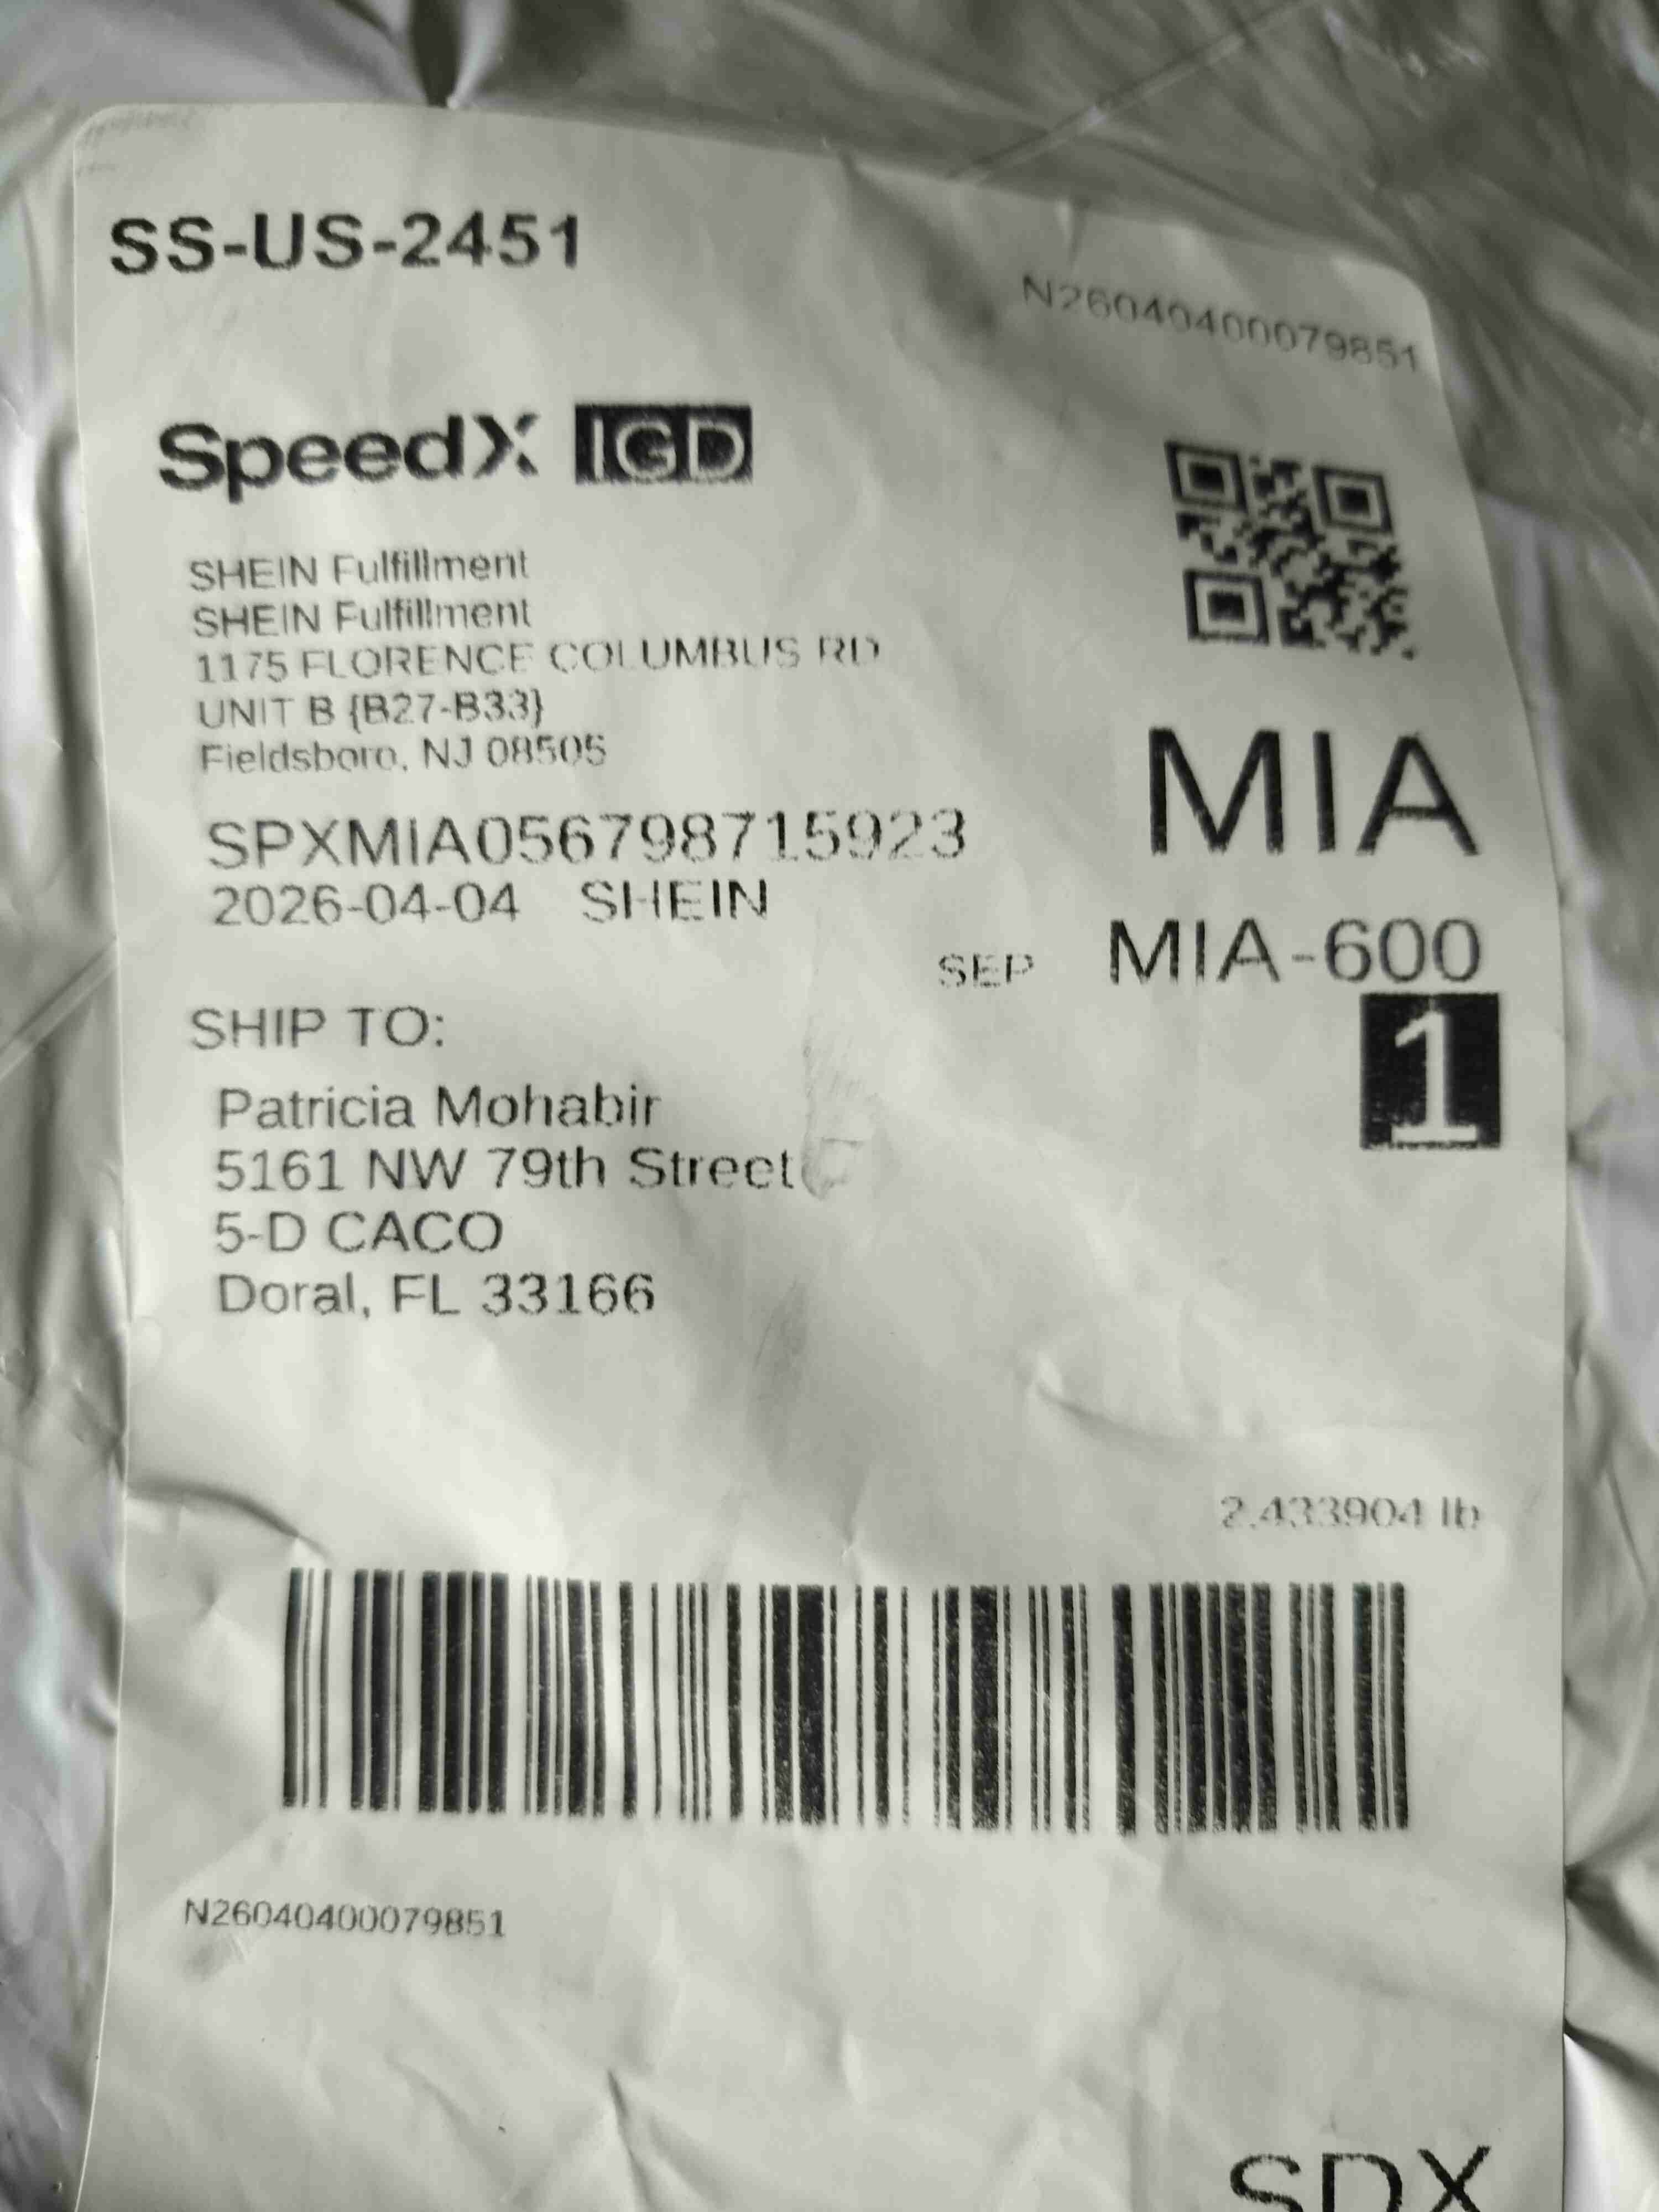 SS-US-2451
N26040400079851
SpeedX IGD
SHEIN Fulfillment
SHEIN Fulfillment
1175 FLORENCE COLUMBUS RD
UNIT B {B27-B33}
Fieldsboro, NJ 08505
MIA
SPXMIA056798715923
2026-04-04 SHEIN
SEP MIA-600
1
SHIP TO:
Patricia Mohabir
5161 NW 79th Street
5-D CACO
Doral, FL 33166
2.433904 lb
N26040400079851
SDX